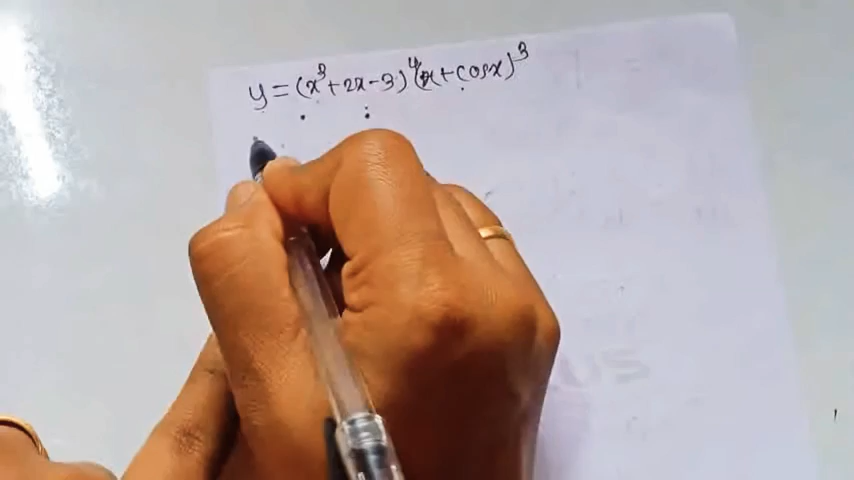 y = (x³ + 2x - 3)⁴ (x + cosx)³